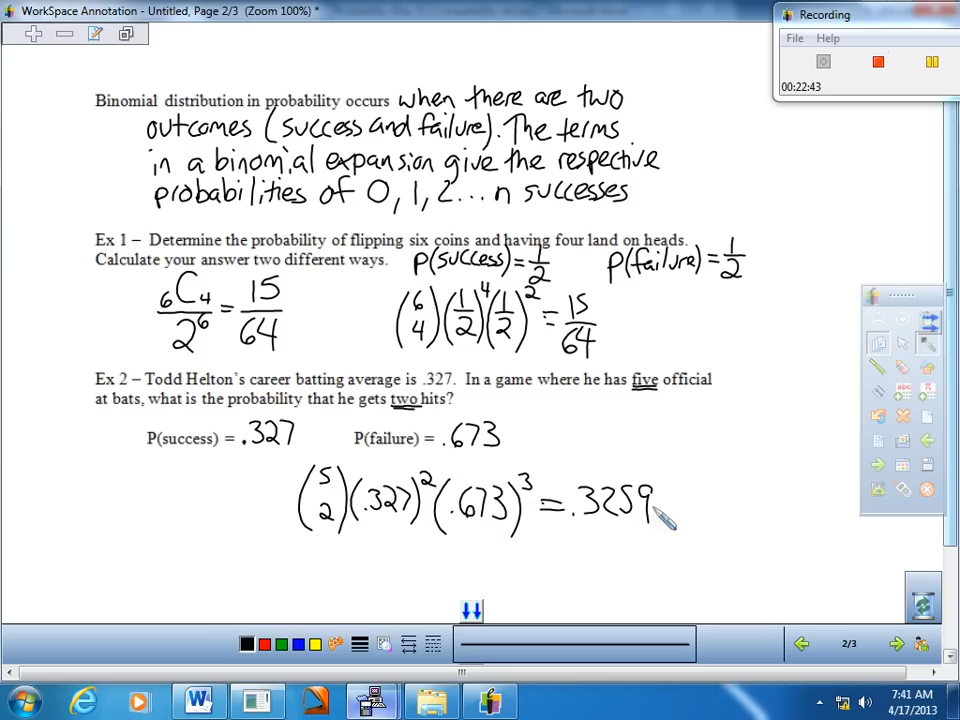 WorkSpace Annotation - Untitled, Page 2/3 (Zoom 100%) *
Recording
File Help
00:22:43
Binomial distribution in probability occurs when there are two
outcomes (success and failure). The terms
in a binomial expansion give the respective
probabilities of 0, 1, 2... n successes
Ex 1 – Determine the probability of flipping six coins and having four land on heads.
Calculate your answer two different ways. P(success) = 1/2 P(failure) = 1/2
₆C₄/2⁶ = 15/64 (6 4)(1/2)⁴(1/2)² = 15/64
Ex 2 – Todd Helton's career batting average is .327. In a game where he has five official
at bats, what is the probability that he gets two hits?
P(success) = .327 P(failure) = .673
(5 2)(.327)²(.673)³ = .3259
abc
π
2/3
7:41 AM
4/17/2013